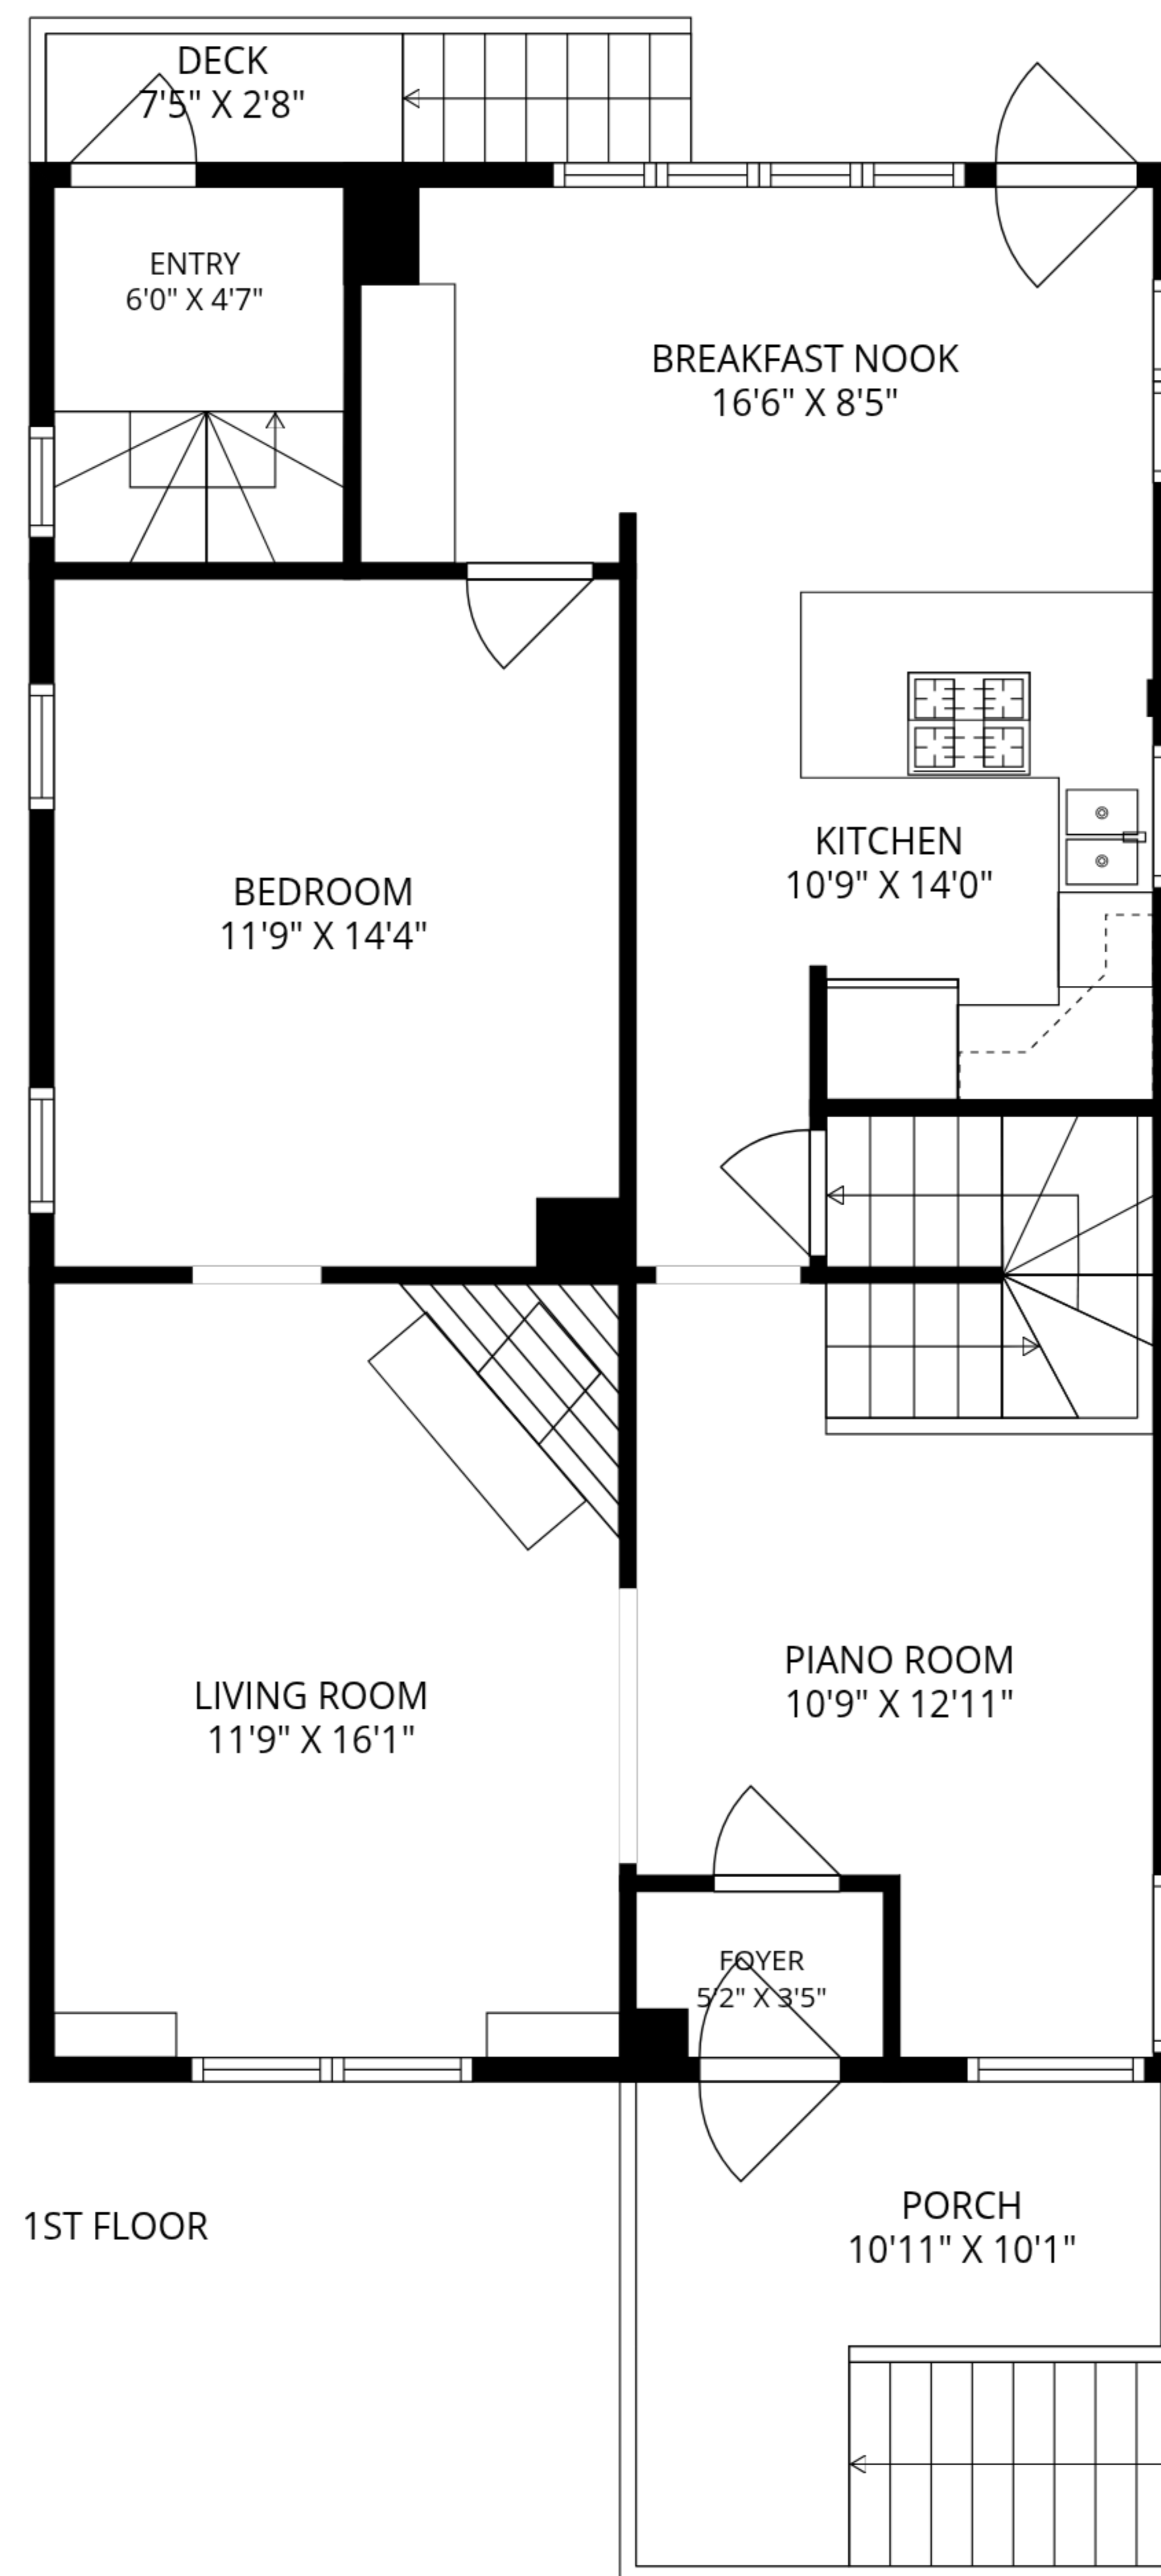 DECK
7'5" X 2'8"
ENTRY
6'0" X 4'7"
BREAKFAST NOOK
16'6" X 8'5"
KITCHEN
10'9" X 14'0"
BEDROOM
11'9" X 14'4"
PIANO ROOM
10'9" X 12'11"
LIVING ROOM
11'9" X 16'1"
FOYER
5'2" X 3'5"
PORCH
10'11" X 10'1"
1ST FLOOR